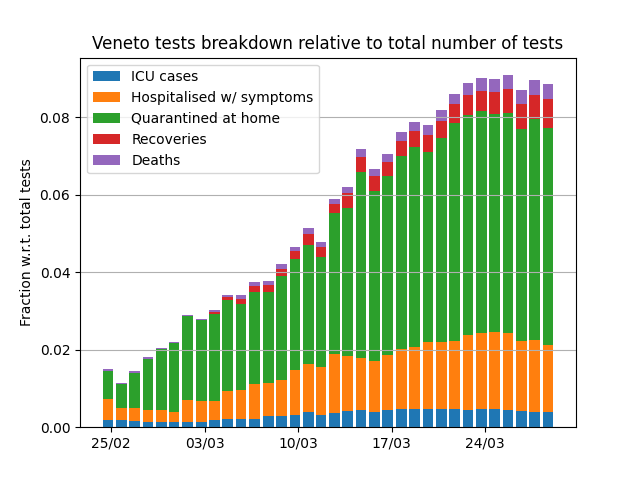 Veneto tests breakdown relative to total number of tests
ICU cases
Hospitalised w/ symptoms
Quarantined at home
Recoveries
Deaths
Fraction w.r.t. total tests
0.08
0.06
0.04
0.02
0.00
25/02 03/03 10/03 17/03 24/03